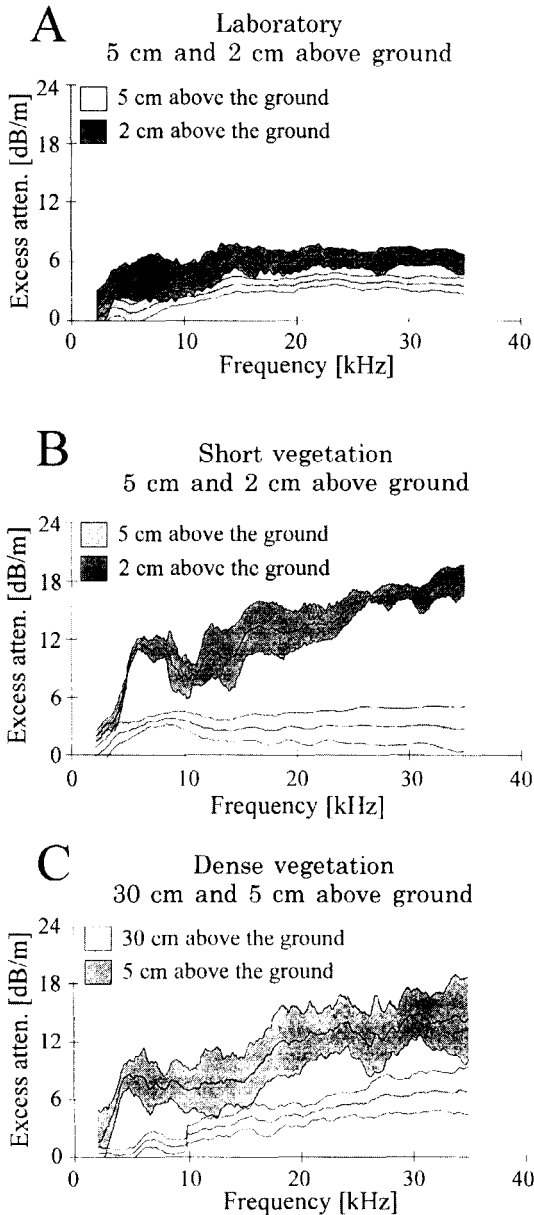 A
Laboratory
5 cm and 2 cm above ground
24
18
12
6
0
Excess atten. [dB/m]
5 cm above the ground
2 cm above the ground
0 10 20 30 40
Frequency [kHz]
B
Short vegetation
5 cm and 2 cm above ground
24
18
12
6
0
Excess atten. [dB/m]
5 cm above the ground
2 cm above the ground
0 10 20 30 40
Frequency [kHz]
C
Dense vegetation
30 cm and 5 cm above ground
24
18
12
6
0
Excess atten. [dB/m]
30 cm above the ground
5 cm above the ground
0 10 20 30 40
Frequency [kHz]